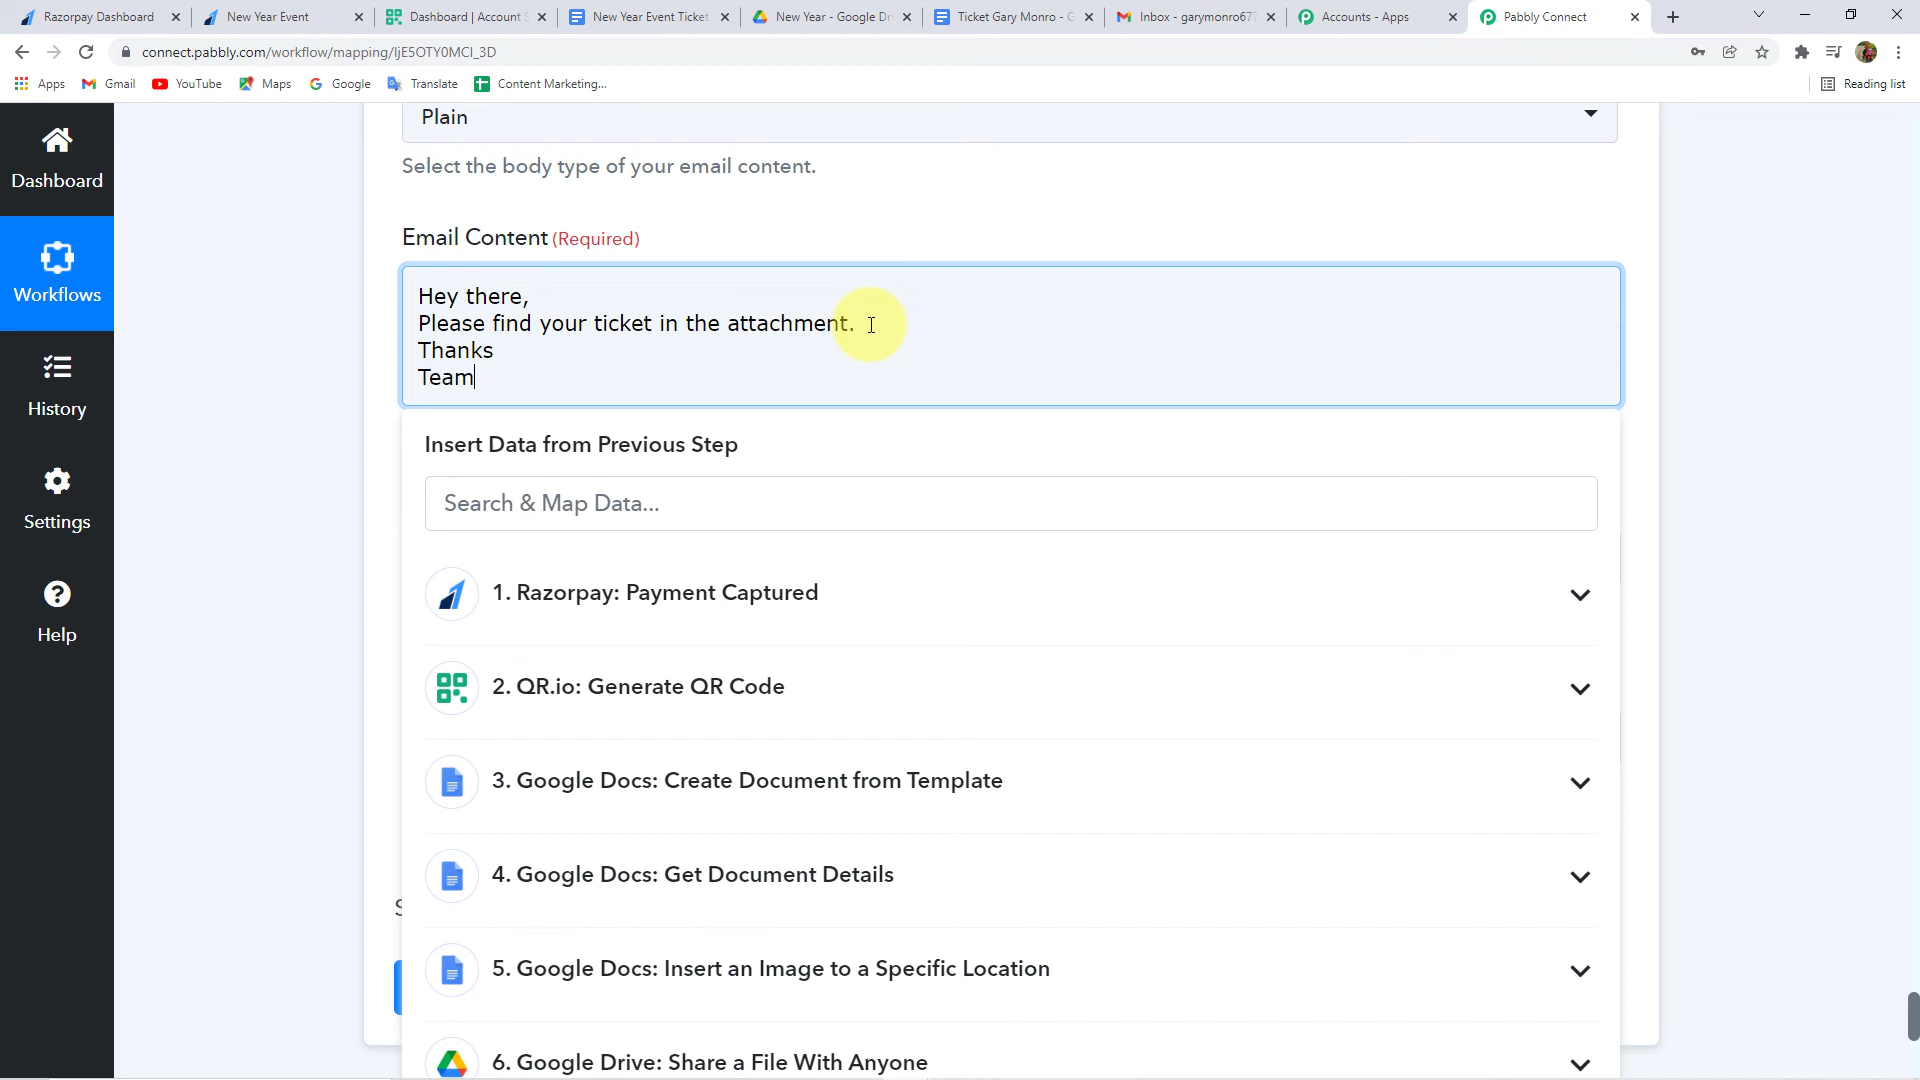 Razorpay Dashboard
New Year Event
Dashboard | Account S
New Year Event Ticket
New Year - Google Dri
Ticket Gary Monro - G
Inbox - garymonro677
Accounts - Apps
Pabbly Connect
connect.pabbly.com/workflow/mapping/IjE5OTY0MCI_3D
Apps
Gmail
YouTube
Maps
Google
Translate
Content Marketing...
Reading list
Dashboard
Workflows
History
Settings
Help
Plain
Select the body type of your email content.
Email Content (Required)
Hey there,
Please find your ticket in the attachment.
Thanks
Team
Insert Data from Previous Step
Search & Map Data...
1. Razorpay: Payment Captured
2. QR.io: Generate QR Code
3. Google Docs: Create Document from Template
4. Google Docs: Get Document Details
5. Google Docs: Insert an Image to a Specific Location
6. Google Drive: Share a File With Anyone